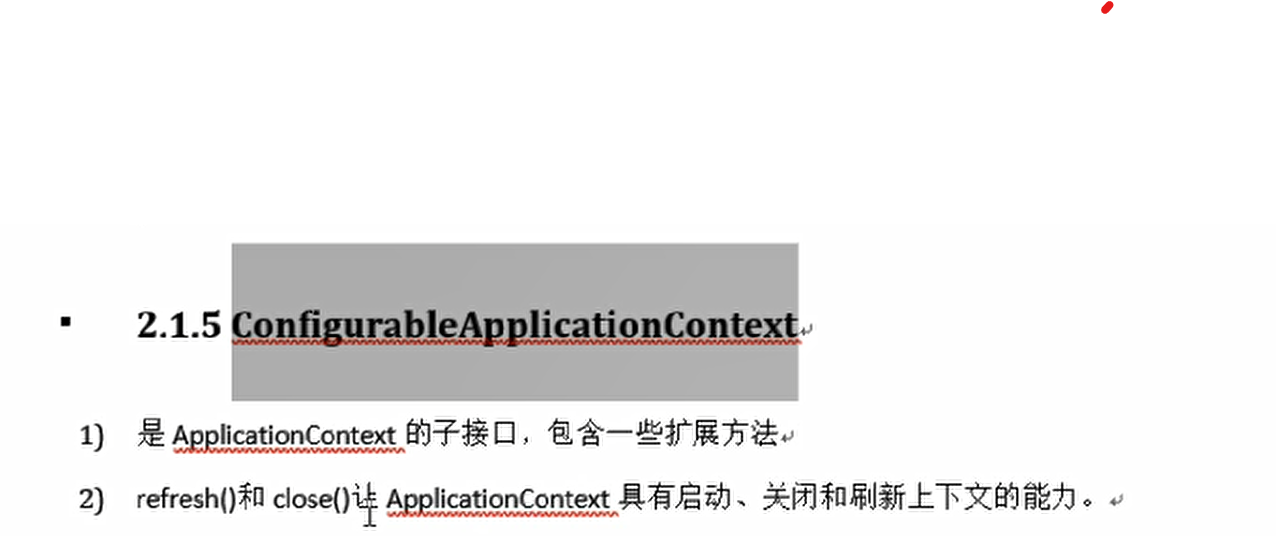 2.1.5 ConfigurableApplicationContext
1) 是 ApplicationContext 的子接口，包含一些扩展方法
2) refresh()和 close()让 ApplicationContext 具有启动、关闭和刷新上下文的能力。